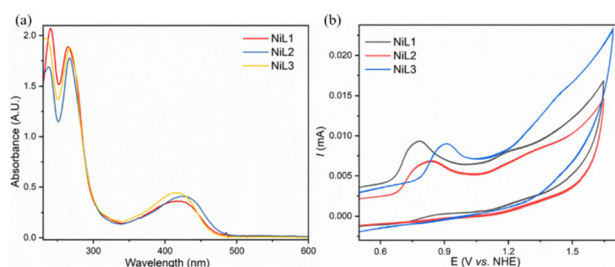 (a)
NiL1
NiL2
NiL3
Absorbance (A.U.)
2.0
1.5
1.0
0.5
0.0
300
400
500
600
Wavelength (nm)
(b)
NiL1
NiL2
NiL3
I (mA)
0.020
0.015
0.010
0.005
0.000
0.6
0.9
1.2
1.5
E (V vs. NHE)